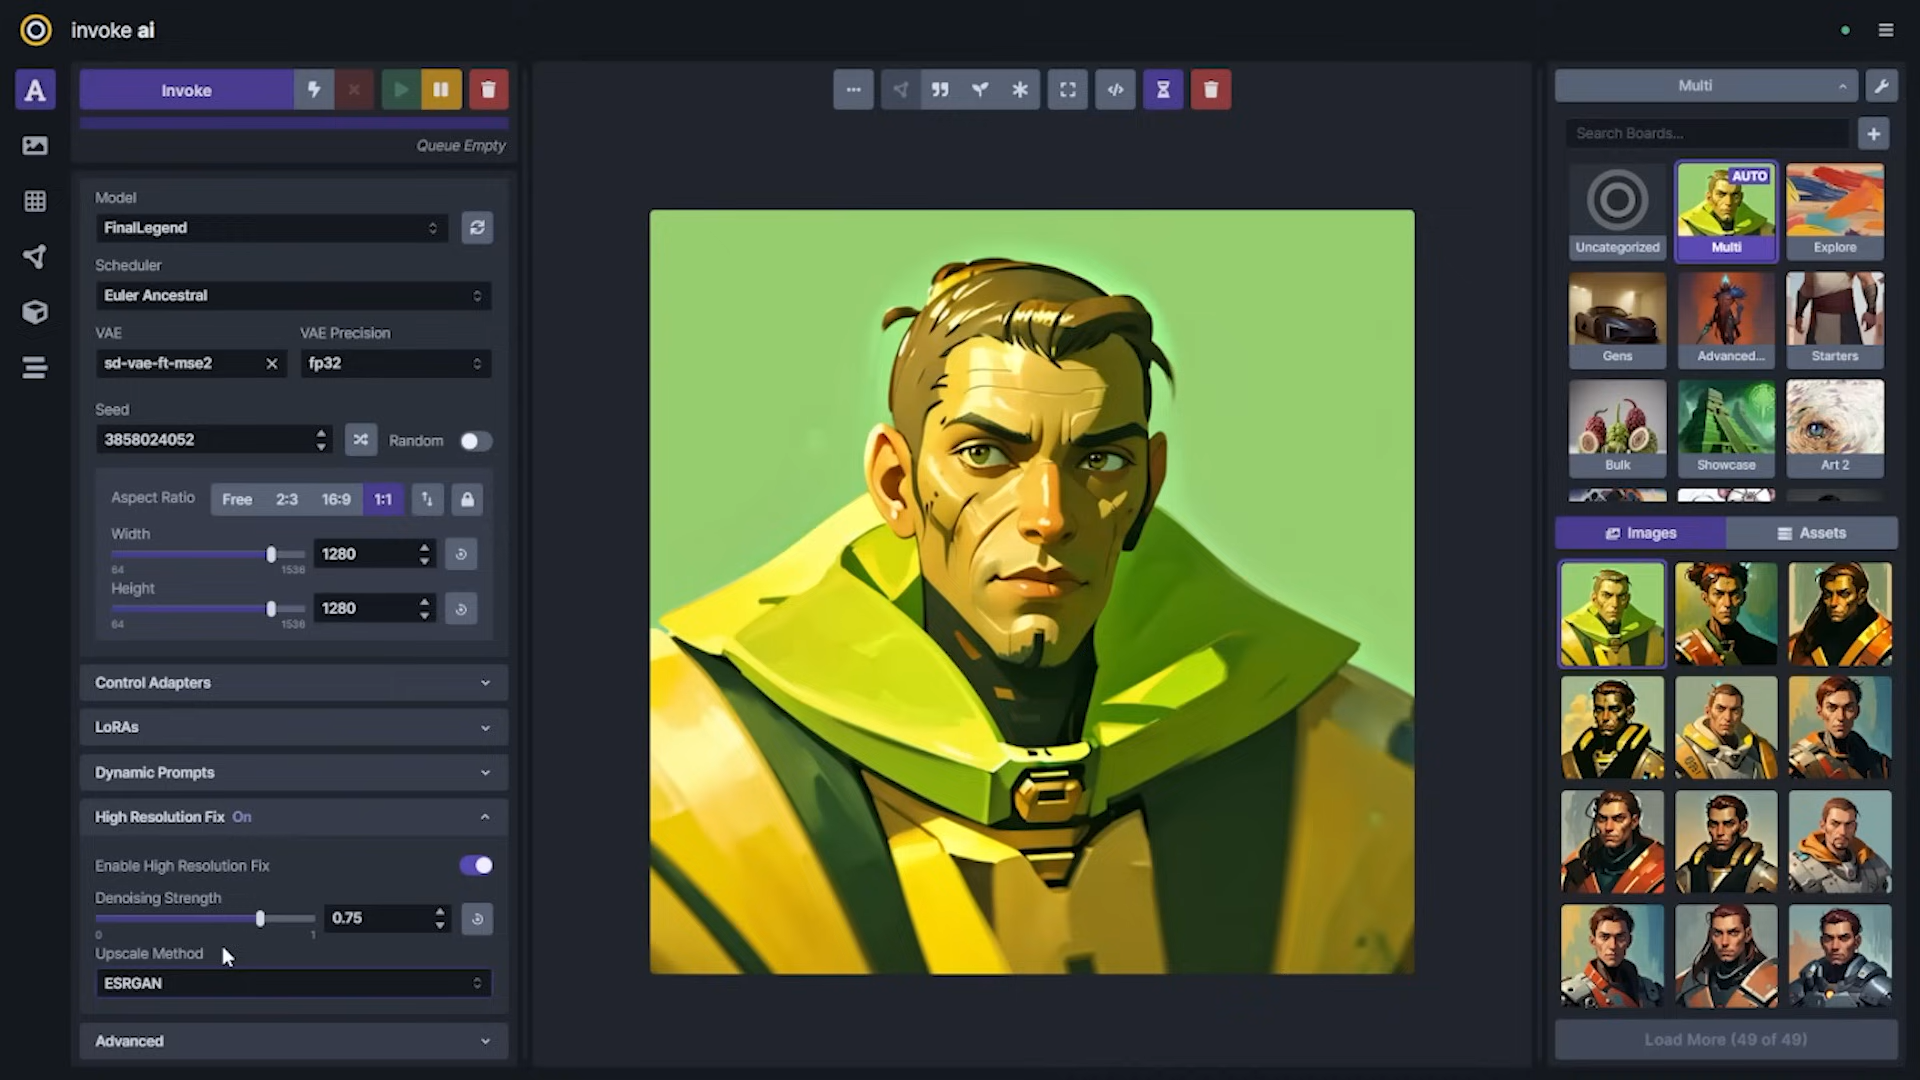 invoke ai
Invoke
Queue Empty
Model
FinalLegend
Scheduler
Euler Ancestral
VAE
VAE Precision
sd-vae-ft-mse2
fp32
Seed
3858024052
Random
Aspect Ratio
Free
2:3
16:9
1:1
Width
1280
64
1536
Height
1280
64
1536
Control Adapters
LoRAs
Dynamic Prompts
High Resolution Fix On
Enable High Resolution Fix
Denoising Strength
0.75
0
1
Upscale Method
ESRGAN
Advanced
Multi
Search Boards...
Uncategorized
AUTO
Multi
Explore
Gens
Advanced...
Starters
Bulk
Showcase
Art 2
Images
Assets
Load More (49 of 49)